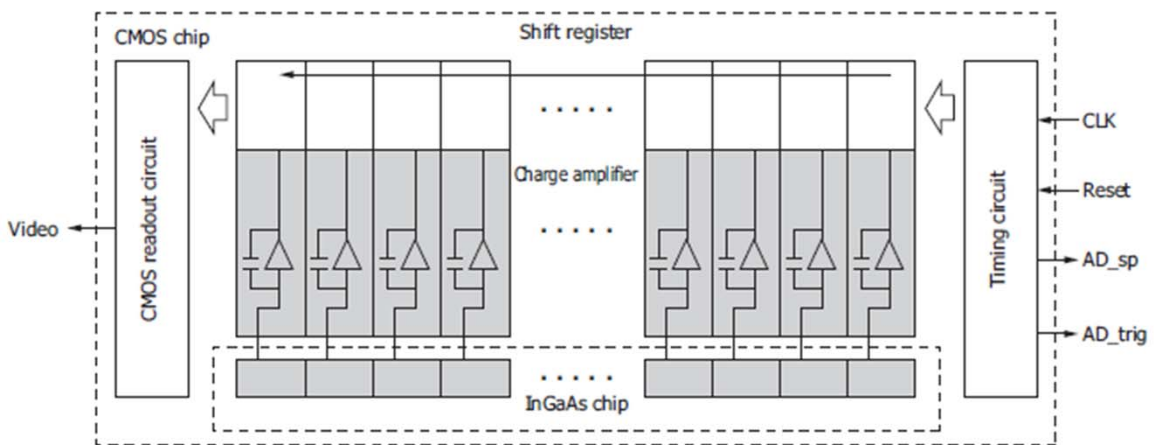 CMOS chip
Shift register
CMOS readout circuit
Charge amplifier
Timing circuit
CLK
Reset
AD_sp
AD_trig
Video
InGaAs chip